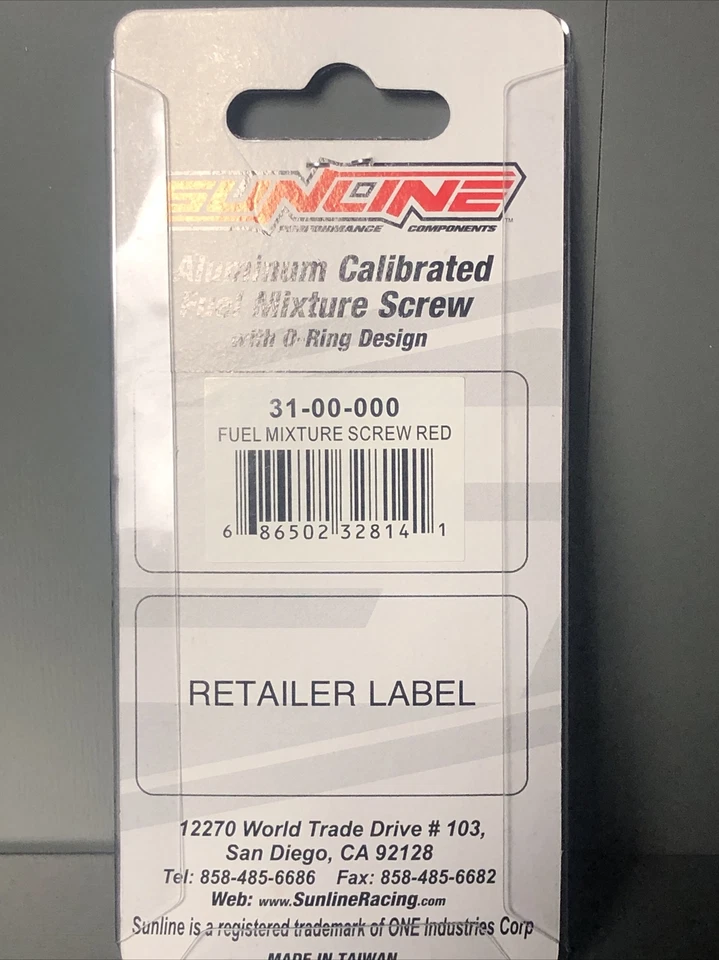 SUNLINE
PERFORMANCE COMPONENTS ™
Aluminum Calibrated
Fuel Mixture Screw
with O-Ring Design
31-00-000
FUEL MIXTURE SCREW RED
6 86502 32814 1
RETAILER LABEL
12270 World Trade Drive # 103,
San Diego, CA 92128
Tel: 858-485-6686 Fax: 858-485-6682
Web: www.SunlineRacing.com
Sunline is a registered trademark of ONE Industries Corp
MADE IN TAIWAN